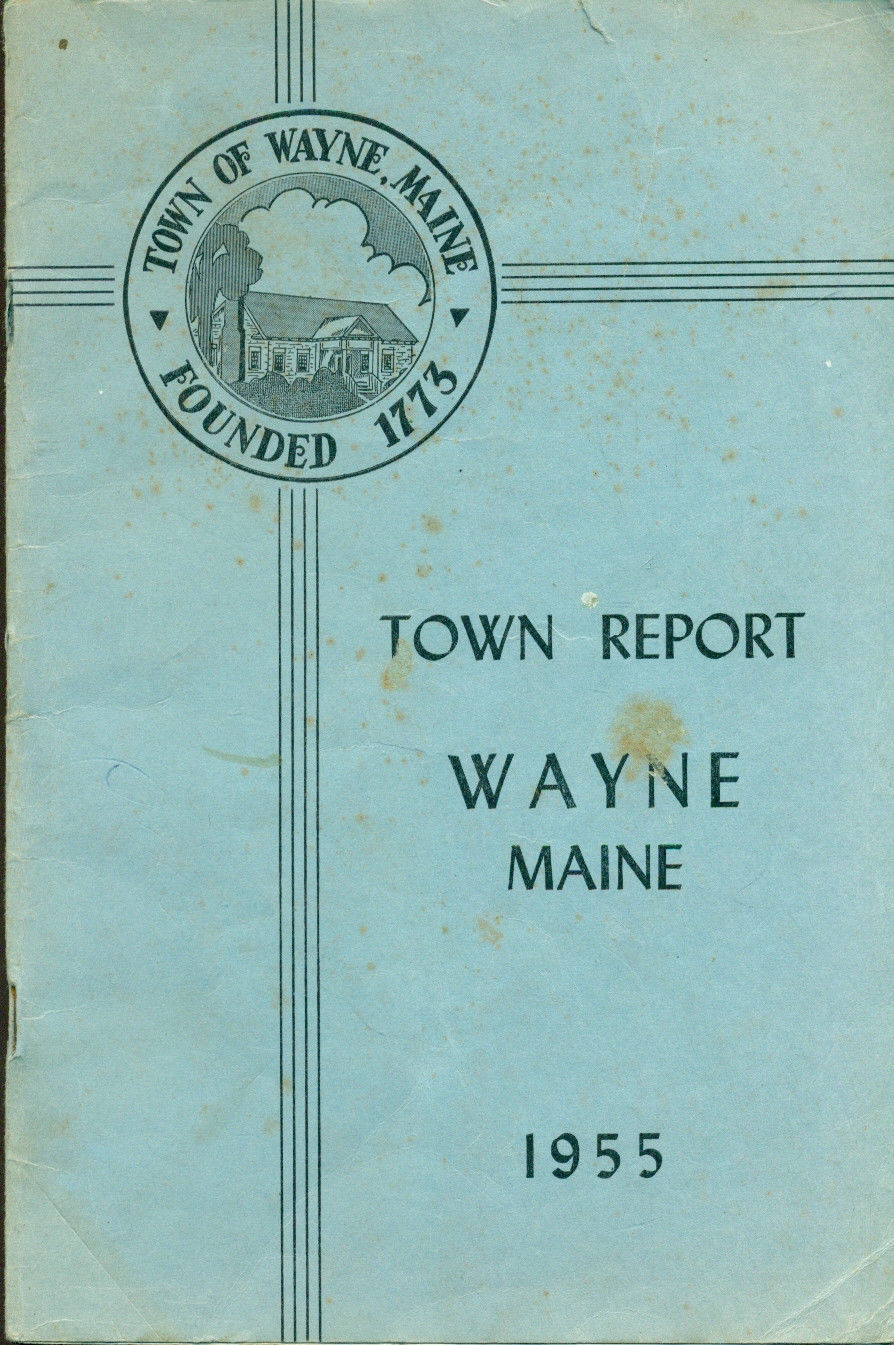 TOWN OF WAYNE, MAINE
FOUNDED 1773
TOWN REPORT
WAYNE
MAINE
1955